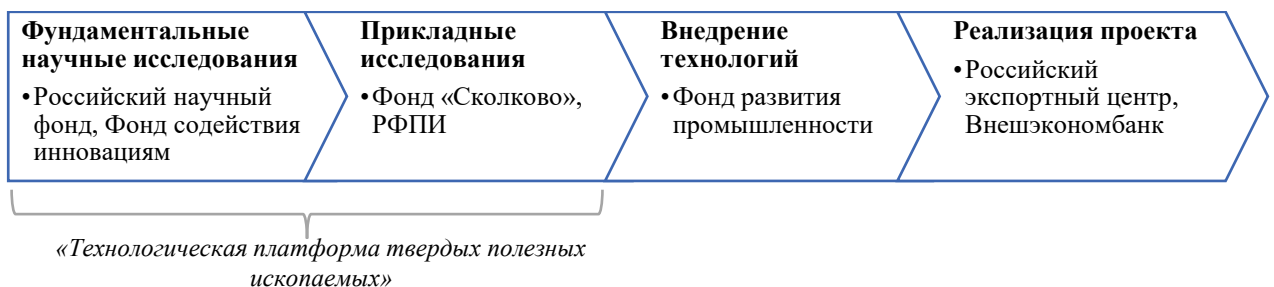 Фундаментальные
научные исследования
•Российский научный
фонд, Фонд содействия
инновациям
Прикладные
исследования
•Фонд «Сколково»,
РФПИ
Внедрение
технологий
•Фонд развития
промышленности
Реализация проекта
•Российский
экспортный центр,
Внешэкономбанк
«Технологическая платформа твердых полезных
ископаемых»